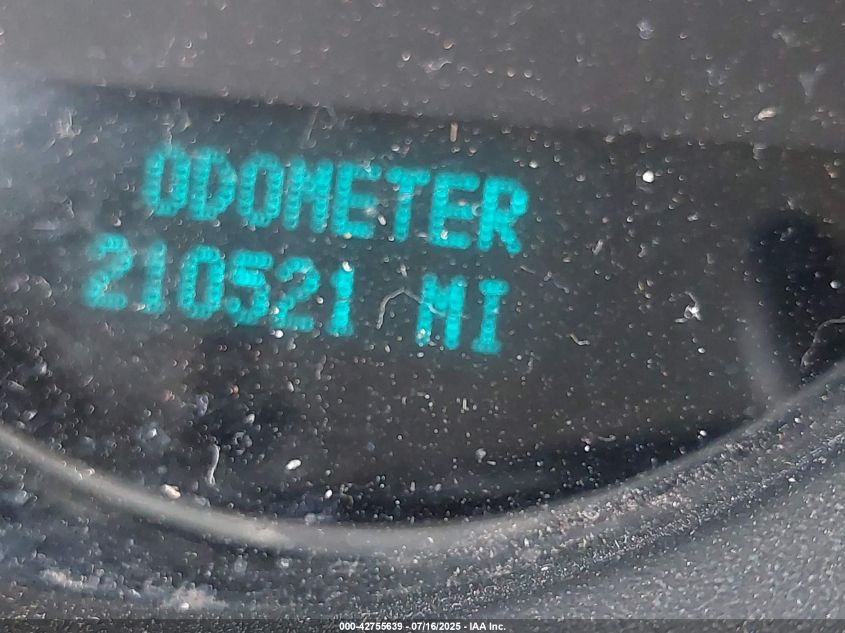 ODOMETER
210521 MI
000-42755639 - 07/16/2025 - IAA Inc.